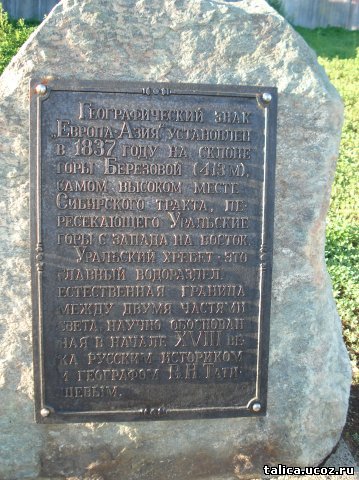 Географический знак
„Европа-Азия" установлен
в 1837 году на склоне
горы Березовой (413 м),
самом высоком месте
Сибирского тракта, пе-
ресекающего Уральские
горы с запада на восток.
Уральский хребет - это
главный водораздел,
естественная граница
между двумя частями
света, научно обоснован-
ная в начале XVIII ве-
ка русским историком
и географом В.Н. Тати-
щевым.
talica.ucoz.ru